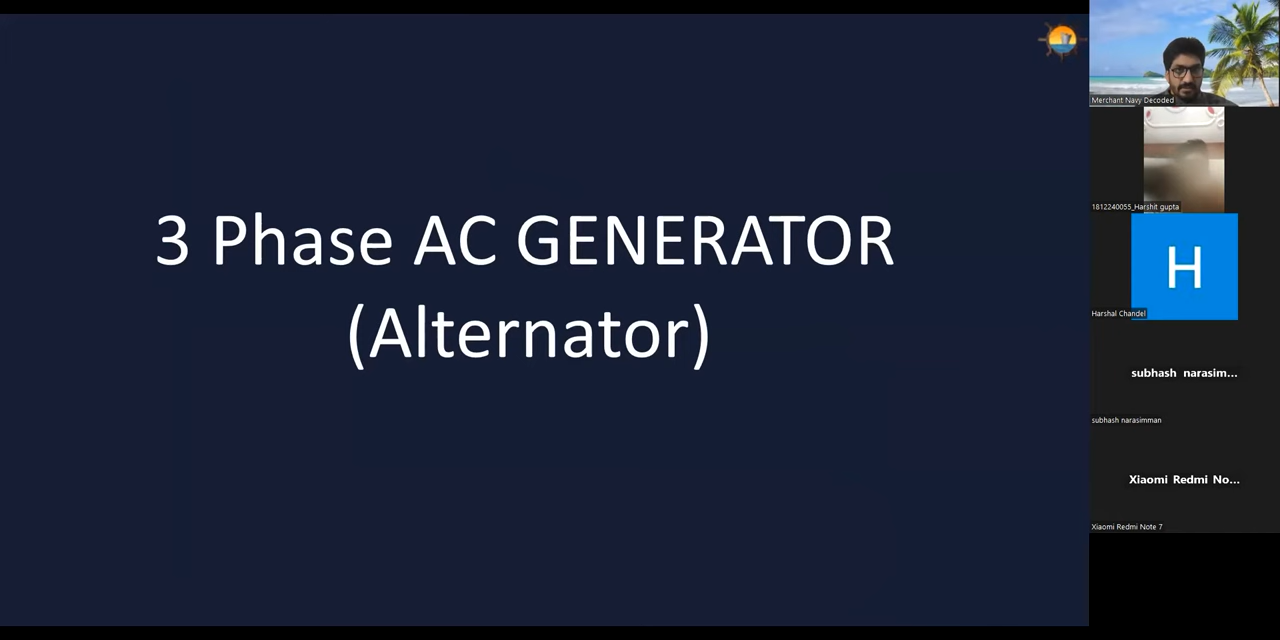 3 Phase AC GENERATOR
(Alternator)
Merchant Navy Decoded
1812240055_Harshit gupta
H
Harshal Chandel
subhash narasim...
subhash narasimman
Xiaomi Redmi No...
Xiaomi Redmi Note 7